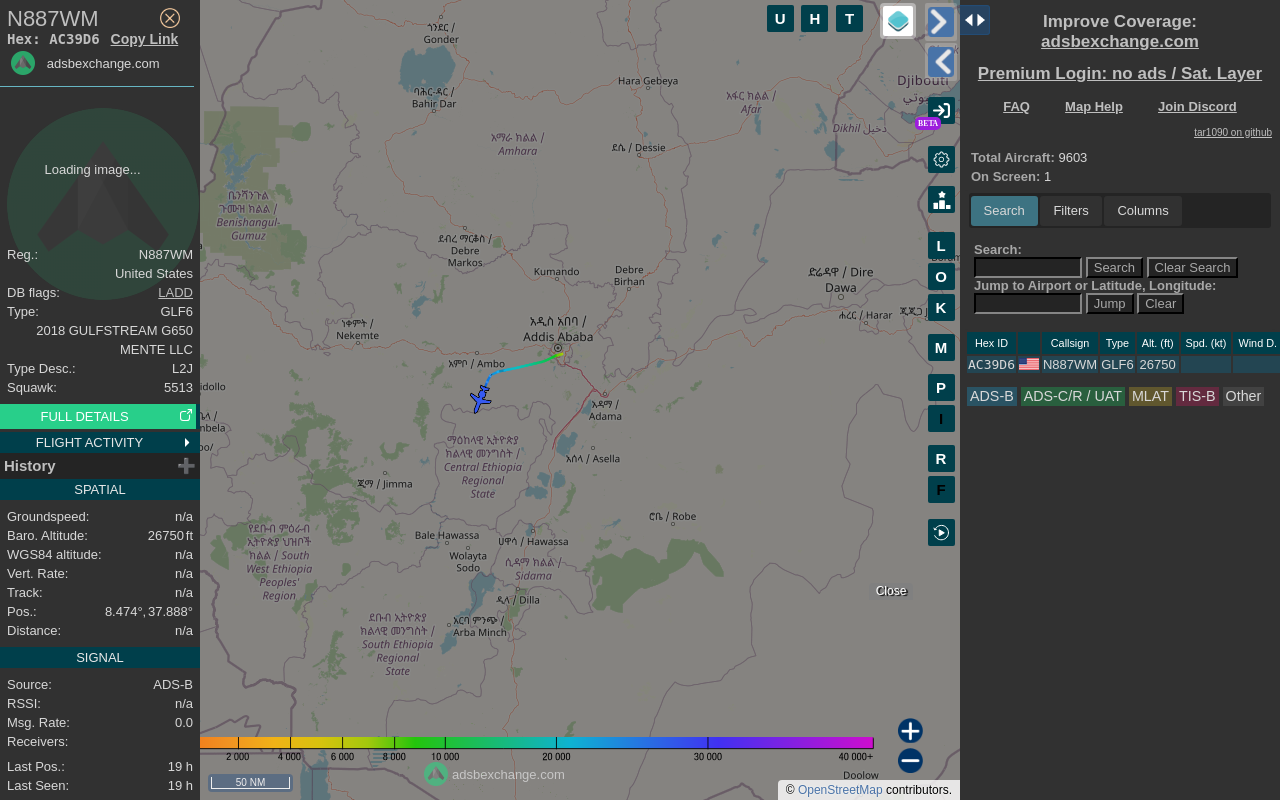 N887WM
Hex: AC39D6 Copy Link
adsbexchange.com
Loading image...
Reg.: N887WM
United States
DB flags: LADD
Type: GLF6
2018 GULFSTREAM G650
MENTE LLC
Type Desc.: L2J
Squawk: 5513
FULL DETAILS
FLIGHT ACTIVITY
History
SPATIAL
Groundspeed: n/a
Baro. Altitude: 26750 ft
WGS84 altitude: n/a
Vert. Rate: n/a
Track: n/a
Pos.: 8.474°, 37.888°
Distance: n/a
SIGNAL
Source: ADS-B
RSSI: n/a
Msg. Rate: 0.0
Receivers:
Last Pos.: 19 h
Last Seen: 19 h
U H T
ጎንደር /
Gonder
ባሕር-ዳር /
Bahir Dar
Hara Gebeya
አፋር ክልል /
Afar
Djibouti
جيبوتي
Dikhil دخيل
BETA
አማራ ክልል /
Amhara
ደሴ / Dessie
ቤንሻንጉል
ጉሙዝ ክልል /
Benishangul-
Gumuz
ደብረ ማርቆስ /
Debre
Markos
Kumando
Debre
Birhan
ድሬዳዋ / Dire
Dawa
ሐረር / Harar
ጂጂጋ /
ነቀምት /
Nekemte
አዲስ አበባ /
Addis Ababa
አምቦ / Ambo
idollo
አዳማ /
Adama
nbela
bo/
ማዕከላዊ ኢትዮጵያ
ክልላዊ መንግስት /
Central Ethiopia
Regional
State
አሰላ / Asella
ጂማ / Jimma
ሮቤ / Robe
የደቡብ ምዕራብ
ኢትዮጵያ ህዝቦች
ክልል / South
West Ethiopia
Peoples'
Region
Bale Hawassa
ሀዋሳ / Hawassa
Wolayta
Sodo
ሲዳማ ክልል /
Sidama
ዲላ / Dilla
Close
ደቡብ ኢትዮጵያ
ክልላዊ መንግስት /
South Ethiopia
Regional
State
አርባ ምንጭ /
Arba Minch
L
O
K
M
P
I
R
F
2 000 4 000 6 000 8 000 10 000 20 000 30 000 40 000+
adsbexchange.com
Doolow
50 NM
© OpenStreetMap contributors.
Improve Coverage:
adsbexchange.com
Premium Login: no ads / Sat. Layer
FAQ Map Help Join Discord
tar1090 on github
Total Aircraft: 9603
On Screen: 1
Search Filters Columns
Search:
Search Clear Search
Jump to Airport or Latitude, Longitude:
Jump Clear
Hex ID Callsign Type Alt. (ft) Spd. (kt) Wind D.
AC39D6 N887WM GLF6 26750
ADS-B ADS-C/R / UAT MLAT TIS-B Other